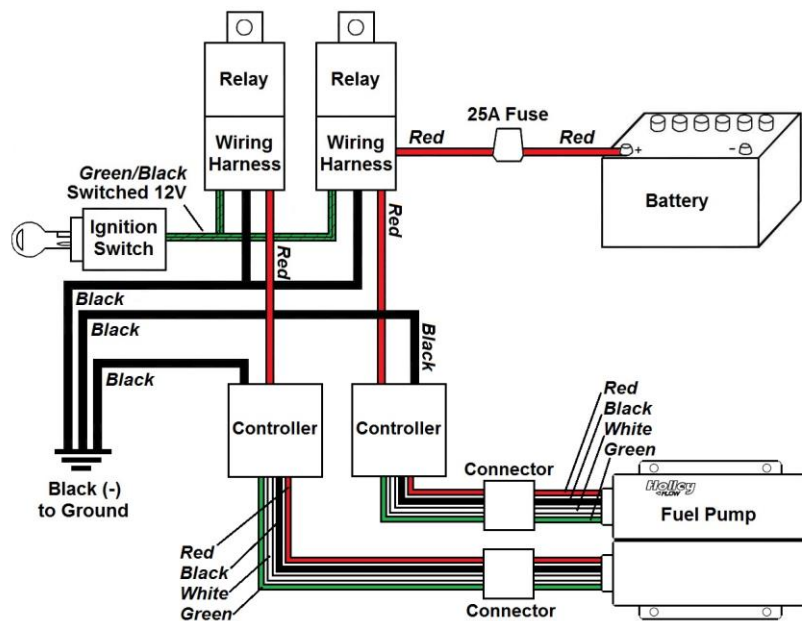 Relay
Relay
25A Fuse
Red
Red
Wiring
Harness
Wiring
Harness
+
-
Battery
Green/Black
Switched 12V
Ignition
Switch
Red
Red
Black
Black
Black
Black
Controller
Controller
Black (-)
to Ground
Red
Black
White
Green
Connector
Holley
FLOW
Fuel Pump
Red
Black
White
Green
Connector